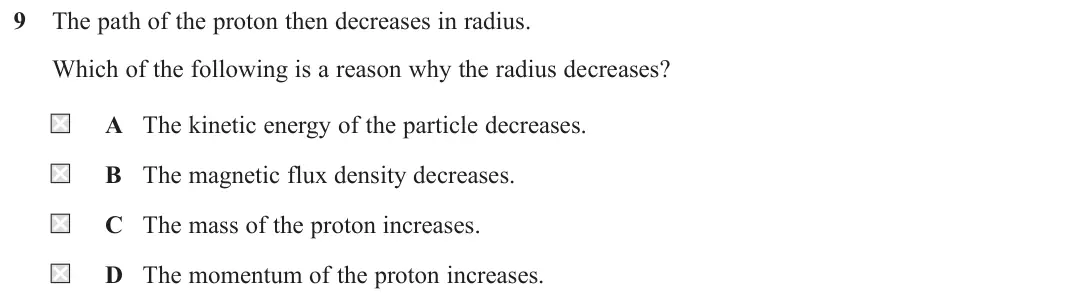 9 The path of the proton then decreases in radius.
Which of the following is a reason why the radius decreases?
A The kinetic energy of the particle decreases.
B The magnetic flux density decreases.
C The mass of the proton increases.
D The momentum of the proton increases.